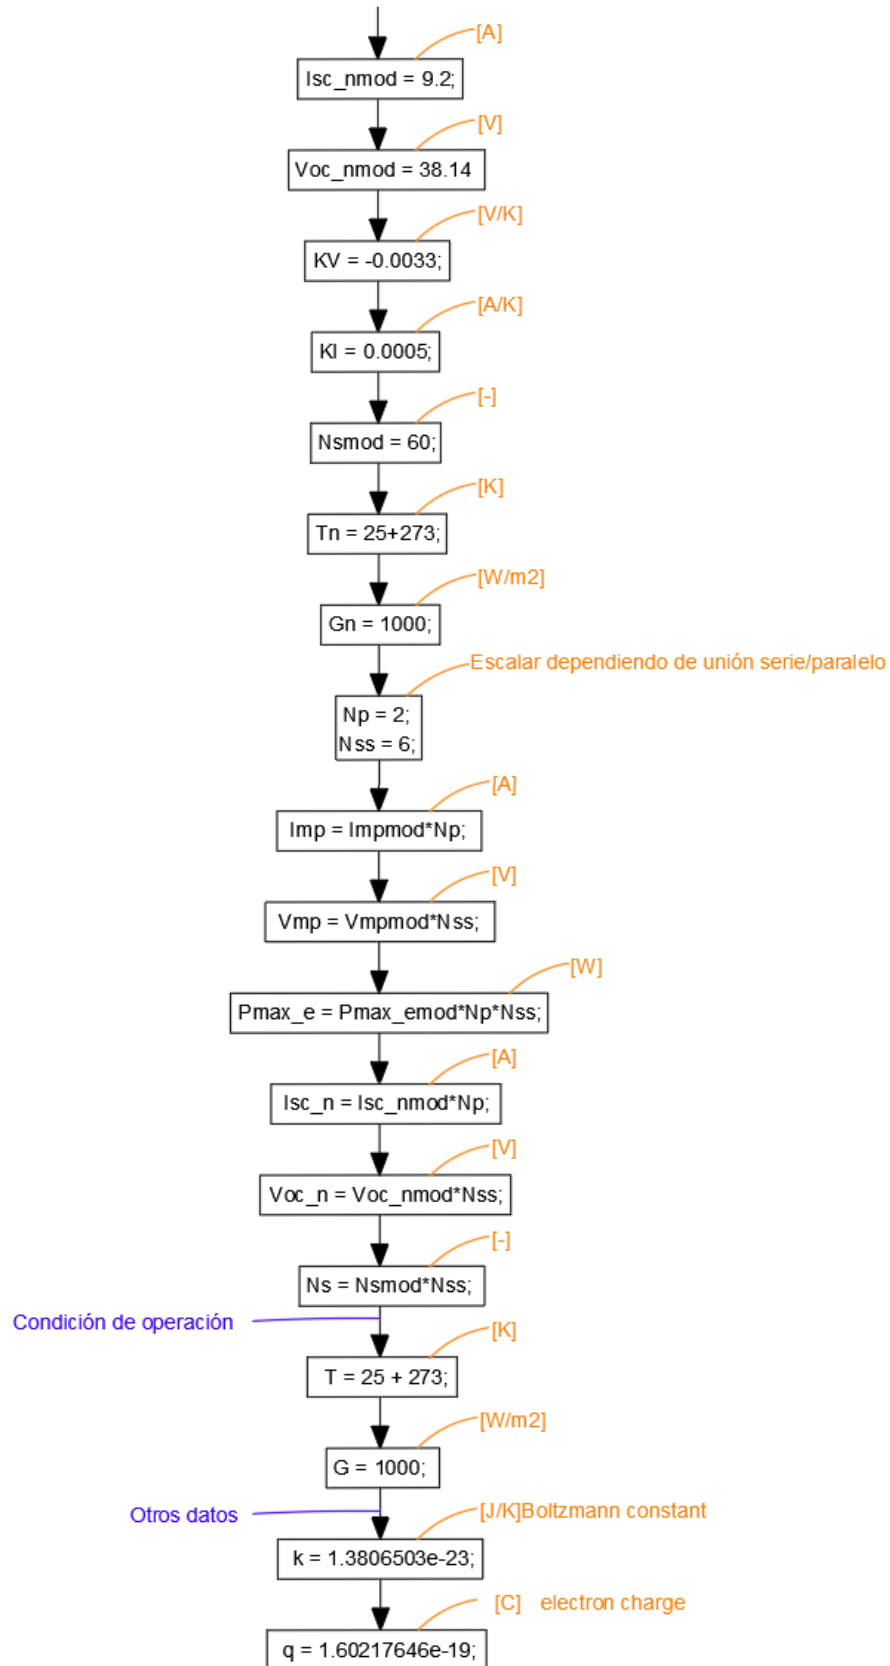 [A]
Isc_nmod = 9.2;
[V]
Voc_nmod = 38.14
[V/K]
KV = -0.0033;
[A/K]
KI = 0.0005;
[-]
Nsmod = 60;
[K]
Tn = 25+273;
[W/m2]
Gn = 1000;
Escalar dependiendo de unión serie/paralelo
Np = 2;
Nss = 6;
[A]
Imp = Impmod*Np;
[V]
Vmp = Vmpmod*Nss;
[W]
Pmax_e = Pmax_emod*Np*Nss;
[A]
Isc_n = Isc_nmod*Np;
[V]
Voc_n = Voc_nmod*Nss;
[-]
Ns = Nsmod*Nss;
Condición de operación
[K]
T = 25 + 273;
[W/m2]
G = 1000;
Otros datos
[J/K]Boltzmann constant
k = 1.3806503e-23;
[C] electron charge
q = 1.60217646e-19;